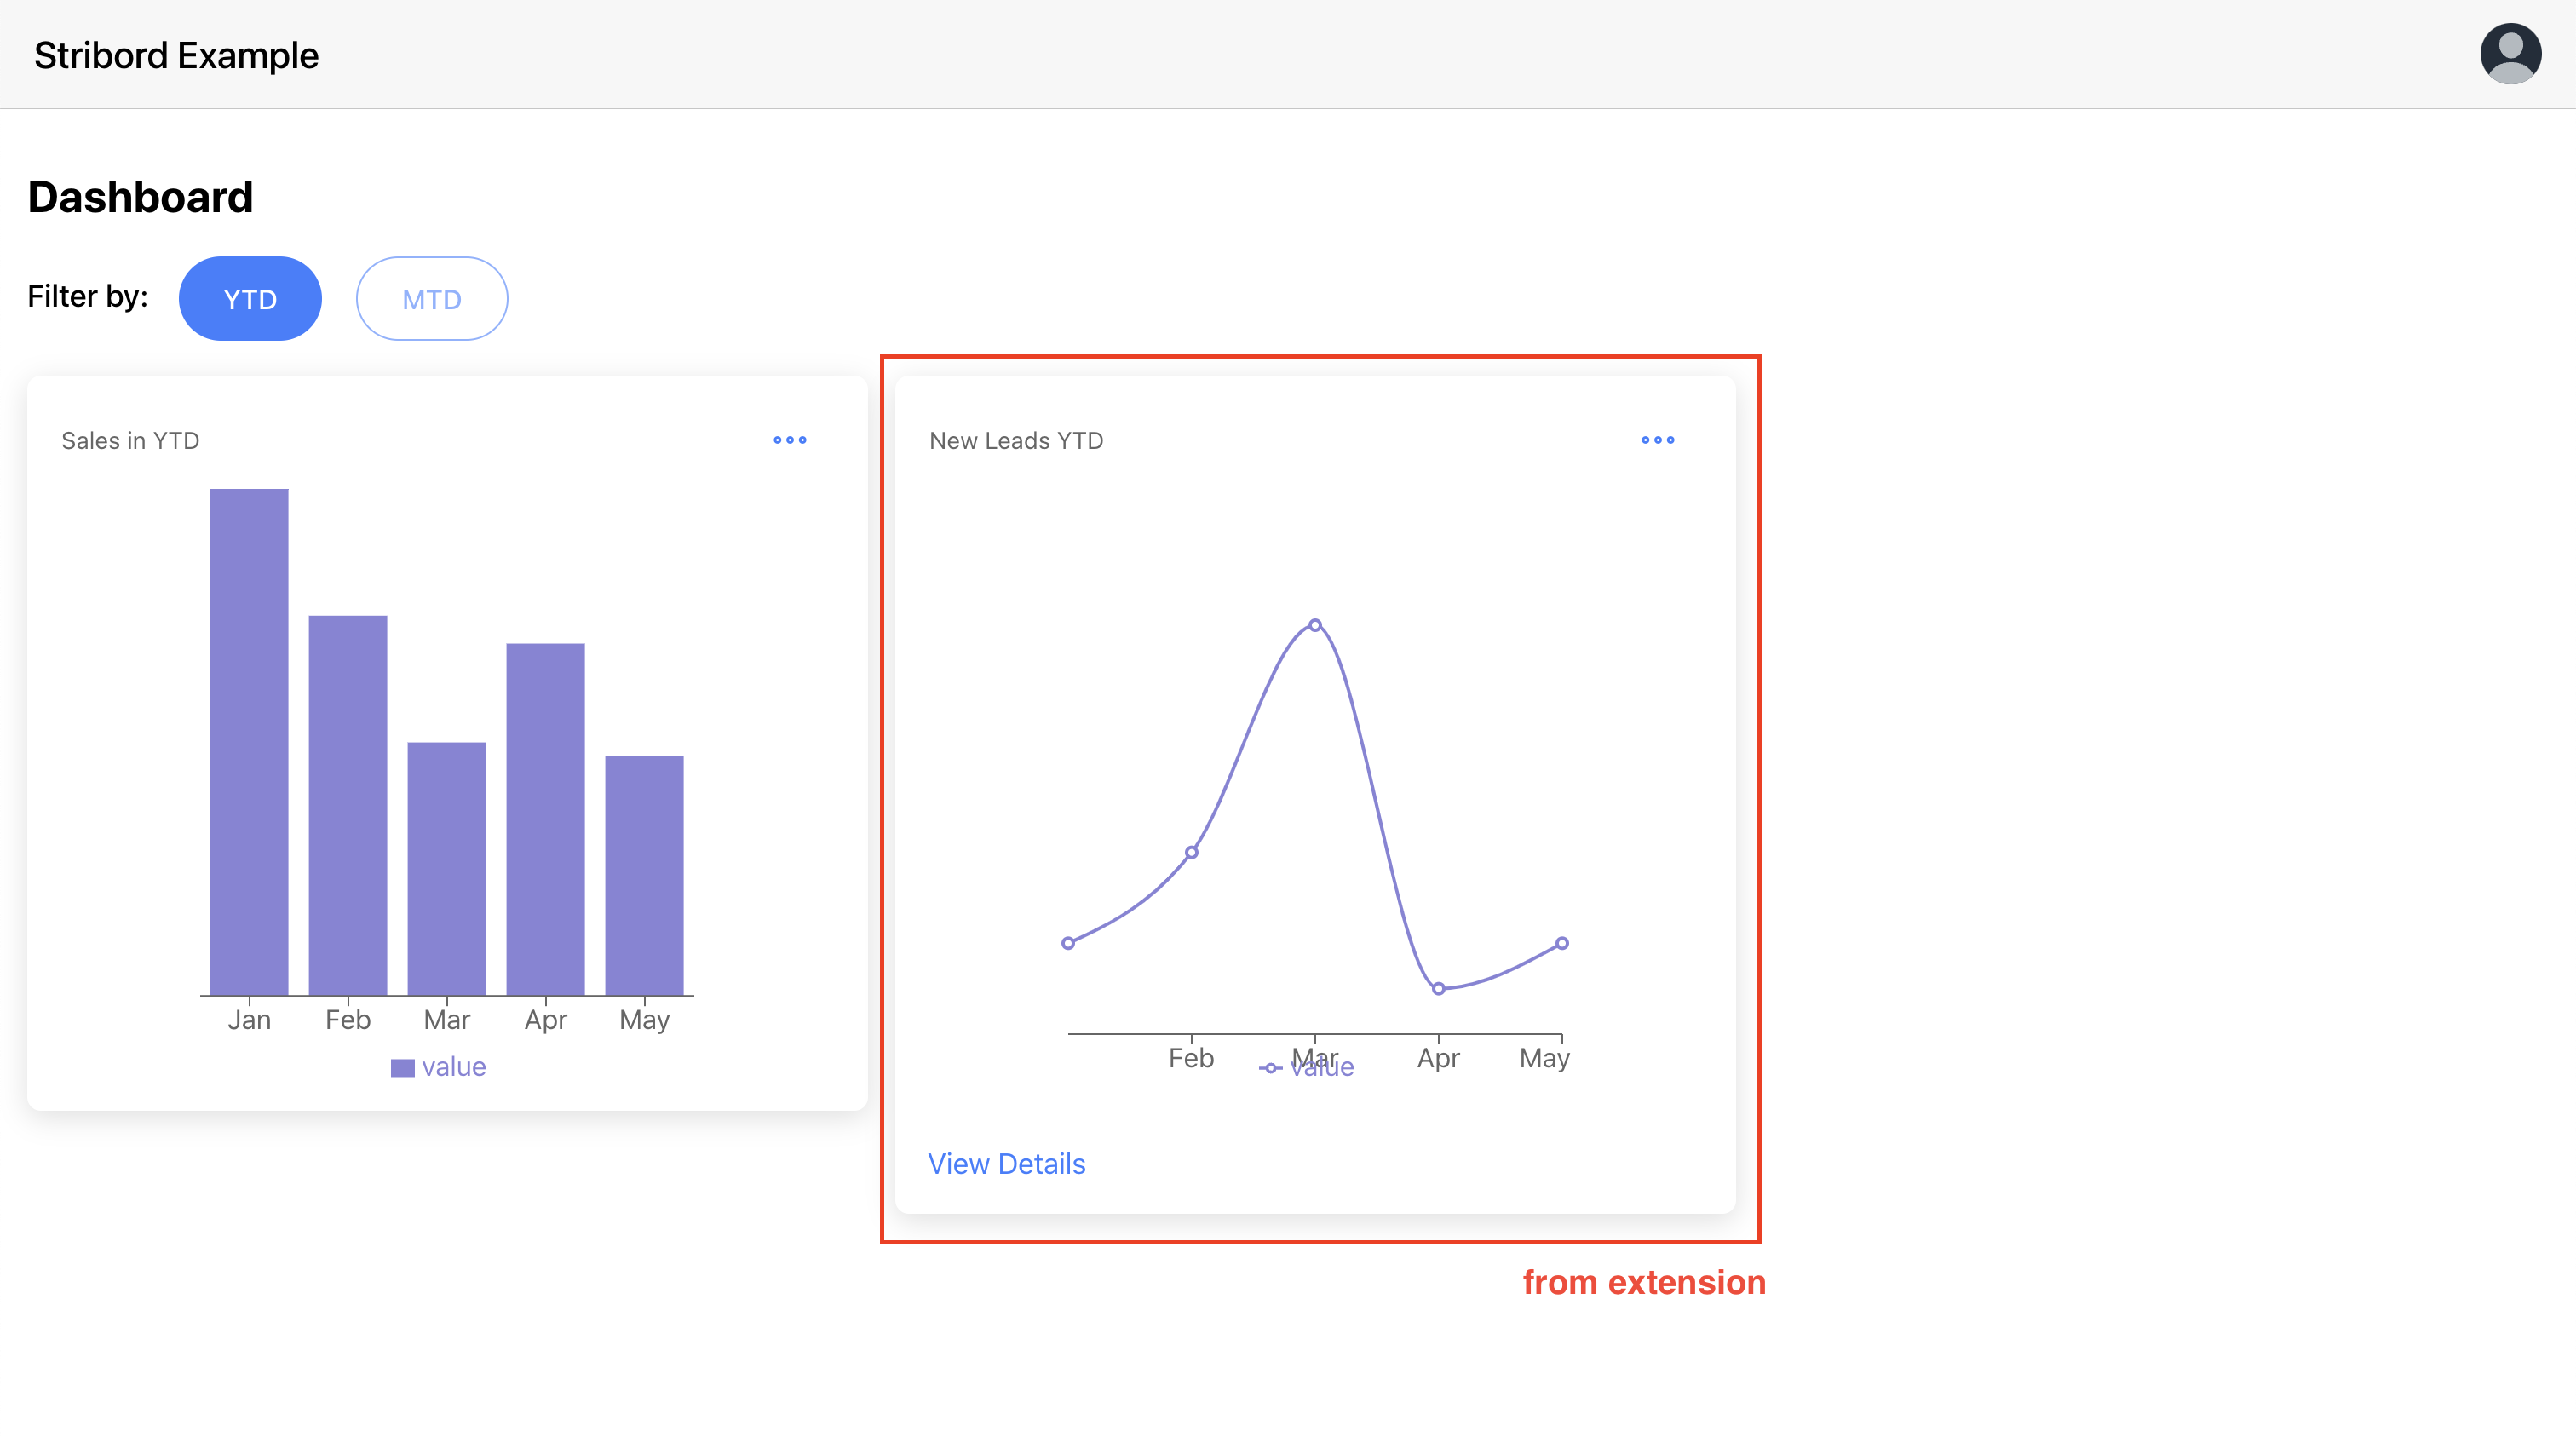 Stribord Example
Dashboard
Filter by: YTD MTD
Sales in YTD
Jan Feb Mar Apr May
value
New Leads YTD
Feb Mar Apr May
value
View Details
from extension